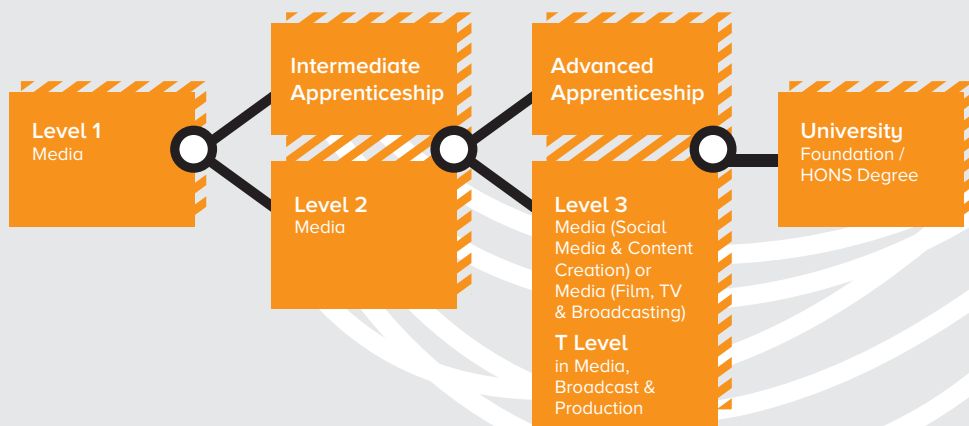 Level 1
Media
Intermediate
Apprenticeship
Level 2
Media
Advanced
Apprenticeship
Level 3
Media (Social
Media & Content
Creation) or
Media (Film, TV
& Broadcasting)
T Level
in Media,
Broadcast &
Production
University
Foundation /
HONS Degree